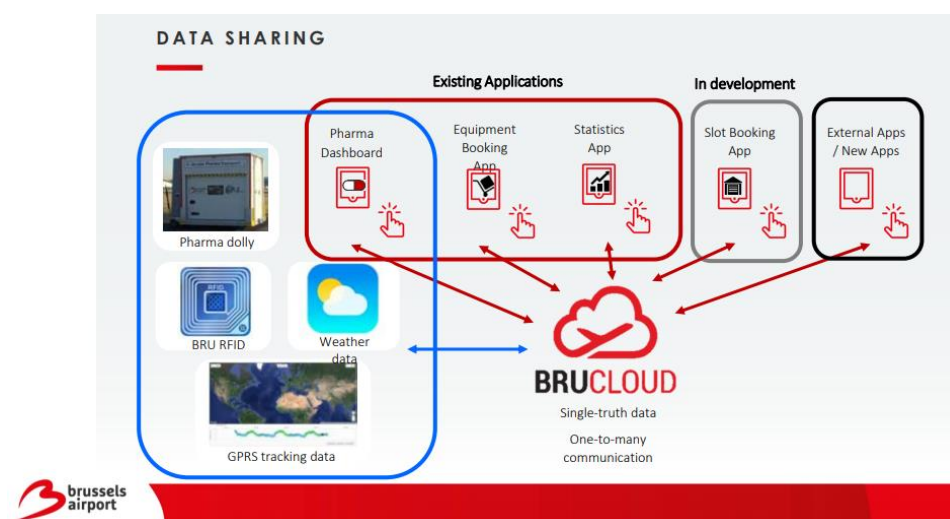 DATA SHARING
Existing Applications
In development
Pharma
Dashboard
Equipment
Booking
App
Statistics
App
Slot Booking
App
External Apps
/ New Apps
Pharma dolly
RFID
BRU RFID
Weather
data
GPRS tracking data
BRUCLOUD
Single-truth data
One-to-many
communication
brussels
airport